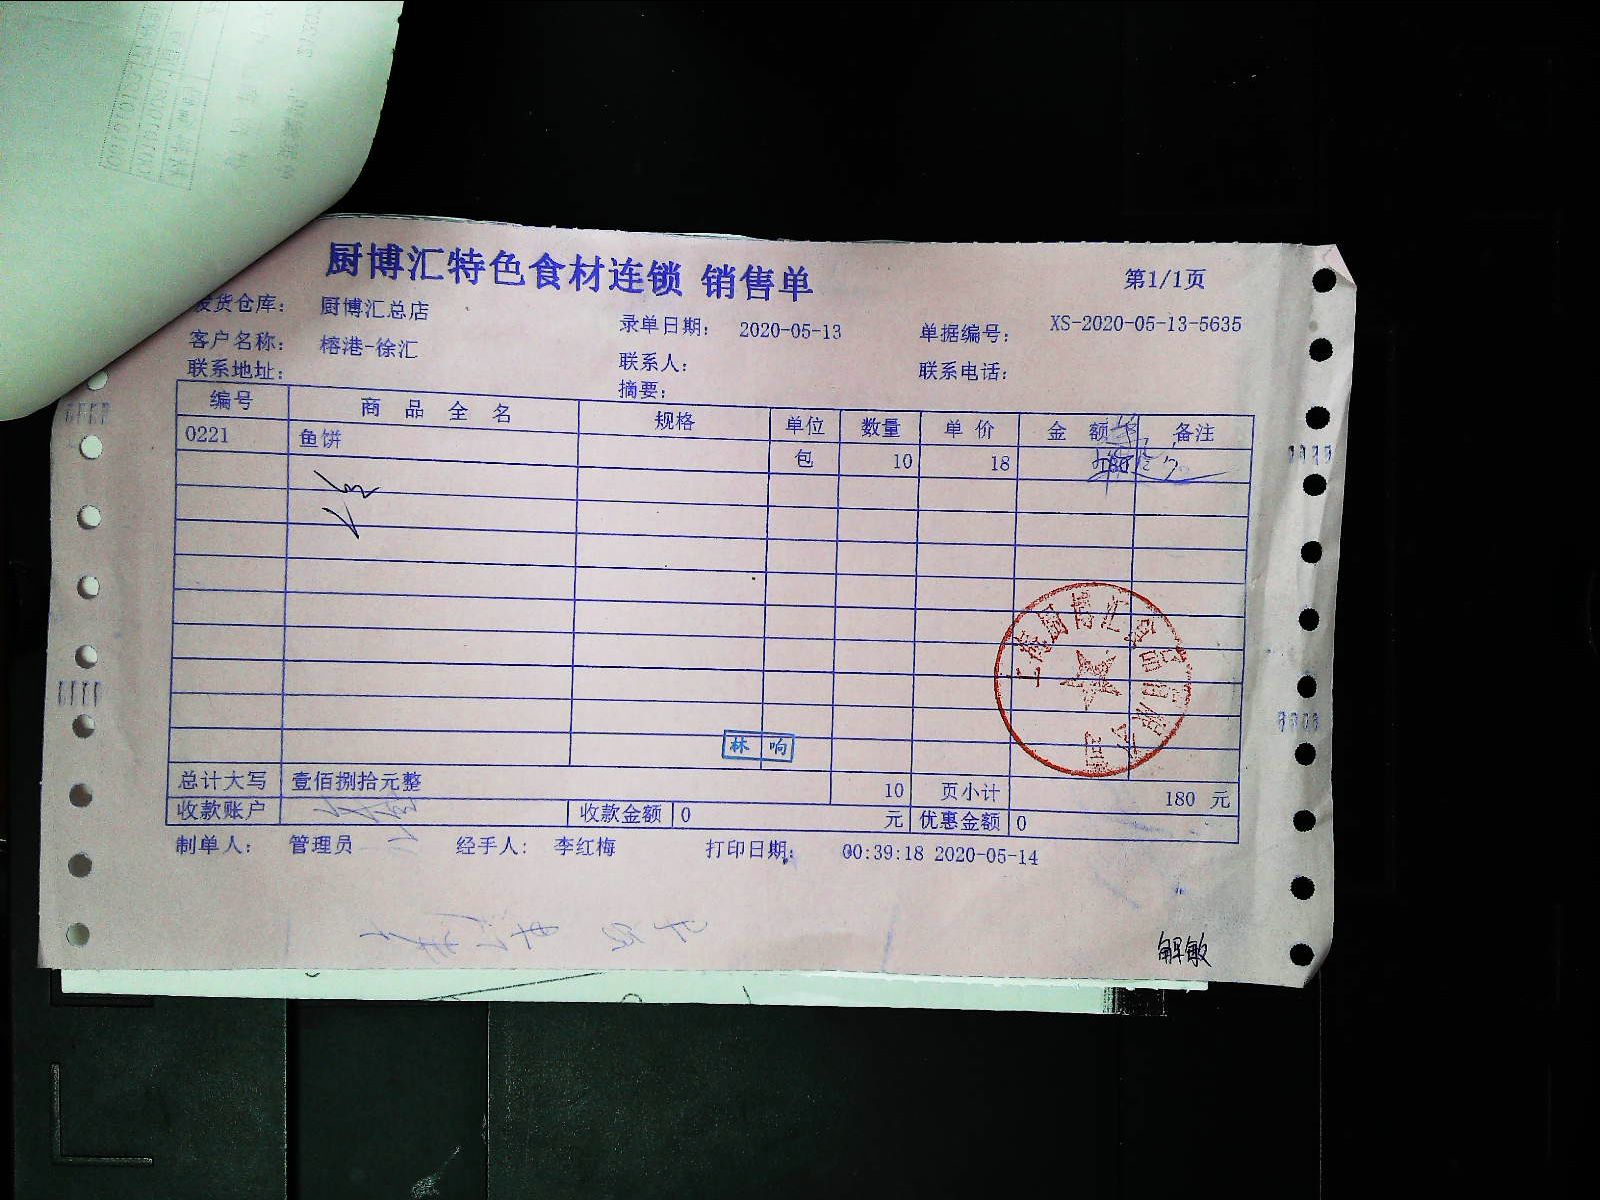 厨博汇特色食材连锁 销售单
第1/1页
发货仓库： 厨博汇总店
录单日期： 2020-05-13
单据编号： XS-2020-05-13-5635
客户名称： 榕港-徐汇
联系人：
联系电话：
联系地址：
摘要：
编号 商品全名 规格 单位 数量 单价 金额 备注
0221 鱼饼 包 10 18 180
林响
总计大写 壹佰捌拾元整 10 页小计 180 元
收款账户 收款金额 0 元 优惠金额 0
制单人： 管理员 经手人： 李红梅 打印日期： 00:39:18 2020-05-14
解敏